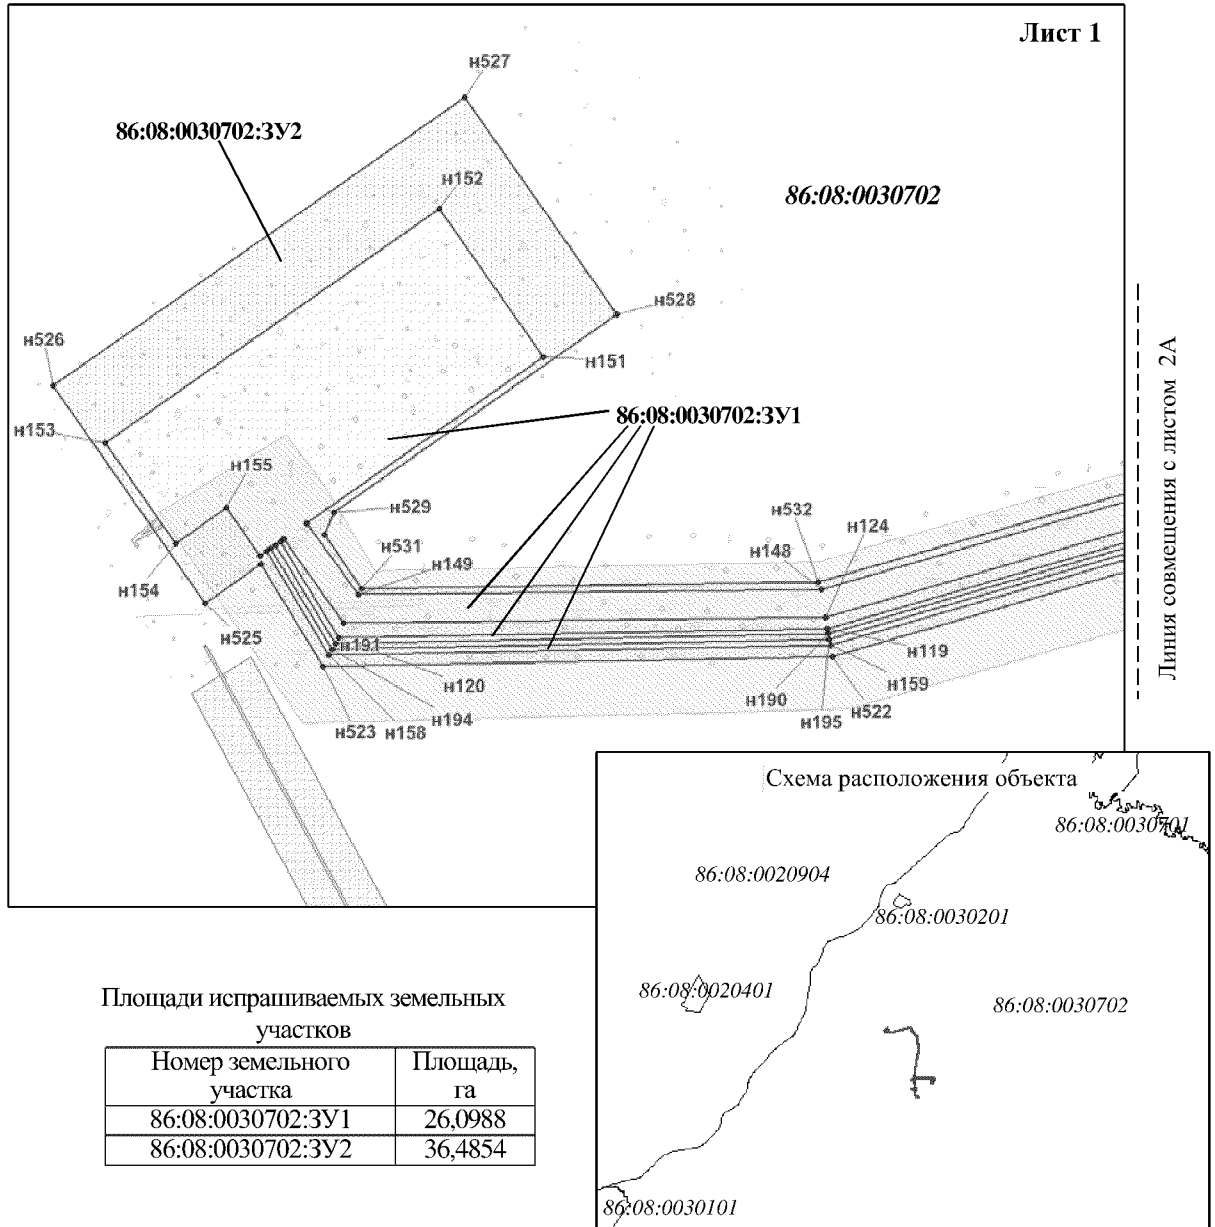 Лист 1
н527
86:08:0030702:ЗУ2
н152
86:08:0030702
н528
н526
н151
86:08:0030702:ЗУ1
н153
н155
н529
н532
н124
н531
н148
н149
н154
н525
н191
н119
н120
н190
н159
н194
н195
н522
н523
н158
Линия совмещения с листом 2А
Схема расположения объекта
86:08:0030701
86:08:0020904
86:08:0030201
86:08:0020401
86:08:0030702
86:08:0030101
Площади испрашиваемых земельных
участков
Номер земельного
участка
Площадь,
га
86:08:0030702:ЗУ1 26,0988
86:08:0030702:ЗУ2 36,4854